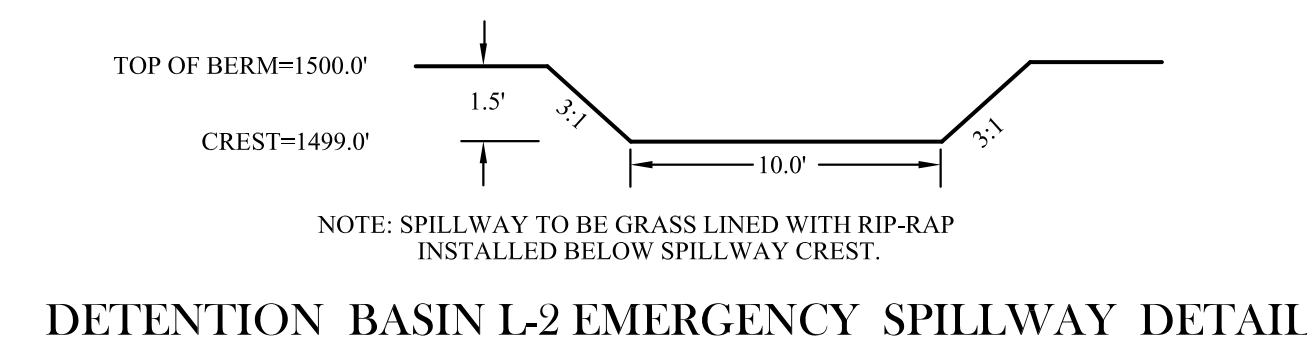 TOP OF BERM=1500.0'
1.5'
3:1
3:1
CREST=1499.0'
10.0'
NOTE: SPILLWAY TO BE GRASS LINED WITH RIP-RAP
INSTALLED BELOW SPILLWAY CREST.
DETENTION BASIN L-2 EMERGENCY SPILLWAY DETAIL